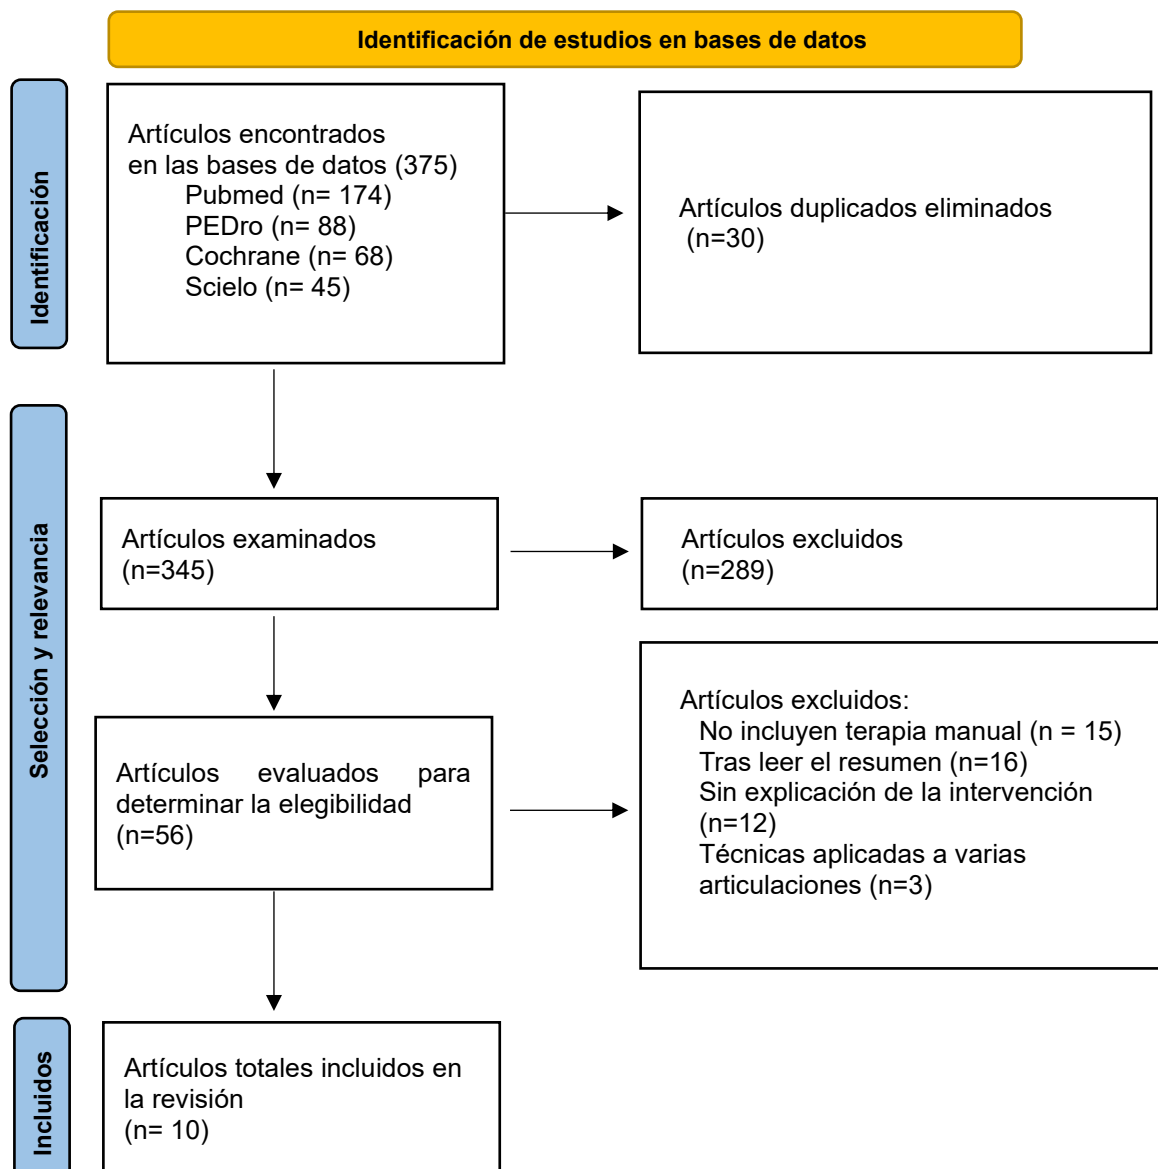 Identificación de estudios en bases de datos
Identificación
Artículos encontrados
en las bases de datos (375)
Pubmed (n= 174)
PEDro (n= 88)
Cochrane (n= 68)
Scielo (n= 45)
Artículos duplicados eliminados
(n=30)
Selección y relevancia
Artículos examinados
(n=345)
Artículos excluidos
(n=289)
Artículos evaluados para
determinar la elegibilidad
(n=56)
Artículos excluidos:
No incluyen terapia manual (n = 15)
Tras leer el resumen (n=16)
Sin explicación de la intervención
(n=12)
Técnicas aplicadas a varias
articulaciones (n=3)
Incluidos
Artículos totales incluidos en
la revisión
(n= 10)